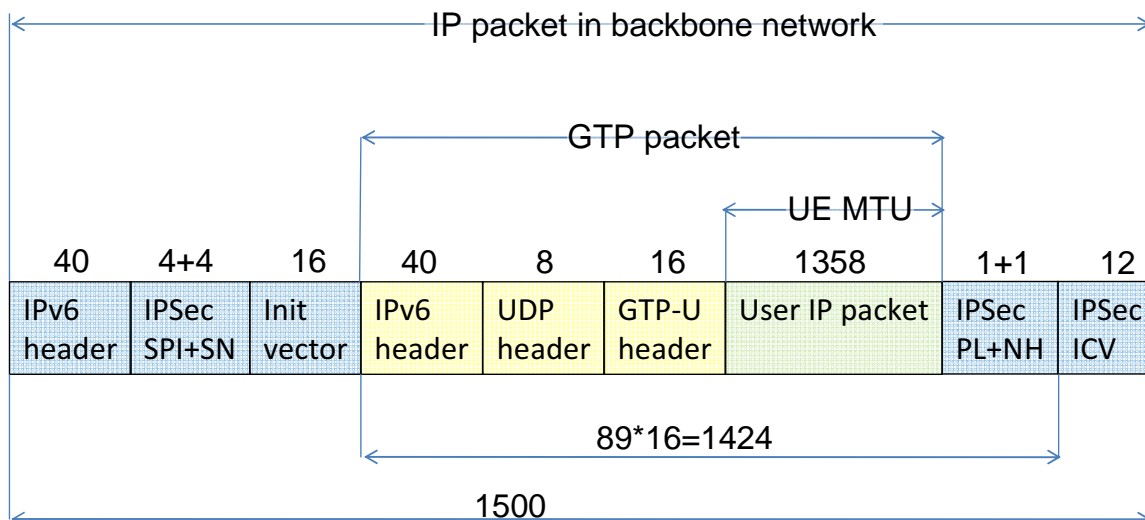 IP packet in backbone network
GTP packet
UE MTU
40 4+4 16 40 8 16 1358 1+1 12
IPv6 IPSec Init IPv6 UDP GTP-U User IP packet IPSec IPSec
header SPI+SN vector header header header PL+NH ICV
89*16=1424
1500